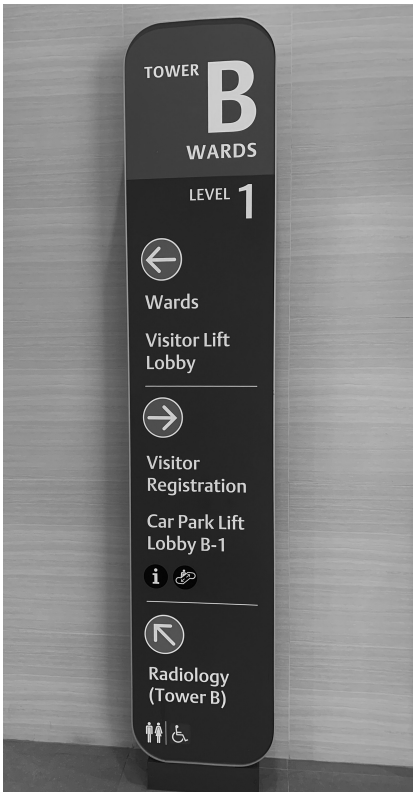 TOWER B
WARDS
LEVEL 1
Wards
Visitor Lift
Lobby
Visitor
Registration
Car Park Lift
Lobby B-1
i
Radiology
(Tower B)